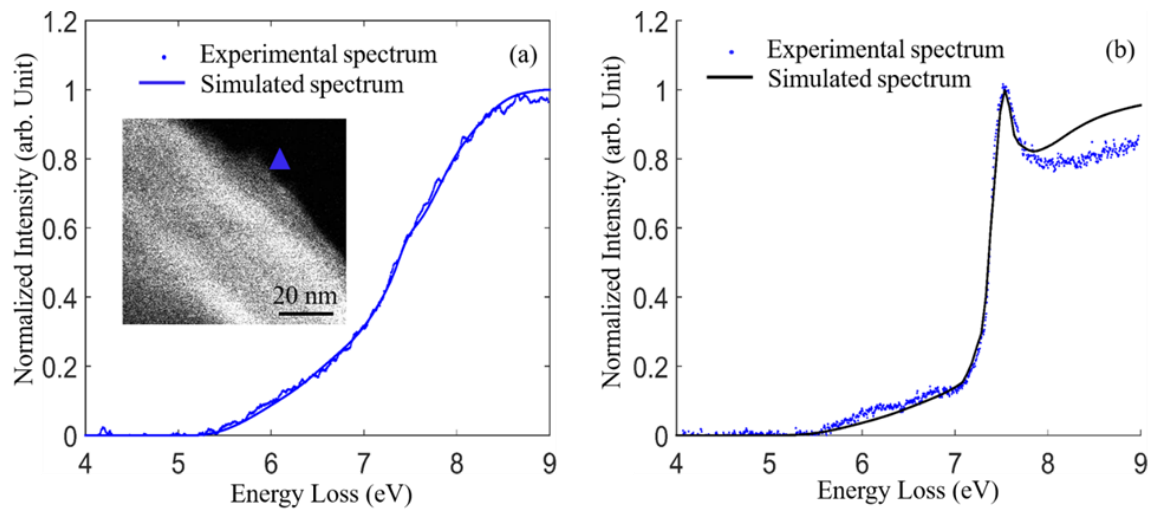 1.2
1
0.8
0.6
0.4
0.2
0
Normalized Intensity (arb. Unit)
Experimental spectrum
(a)
Simulated spectrum
20 nm
4 5 6 7 8 9
Energy Loss (eV)
1.2
1
0.8
0.6
0.4
0.2
0
Normalized Intensity (arb. Unit)
Experimental spectrum
(b)
Simulated spectrum
4 5 6 7 8 9
Energy Loss (eV)